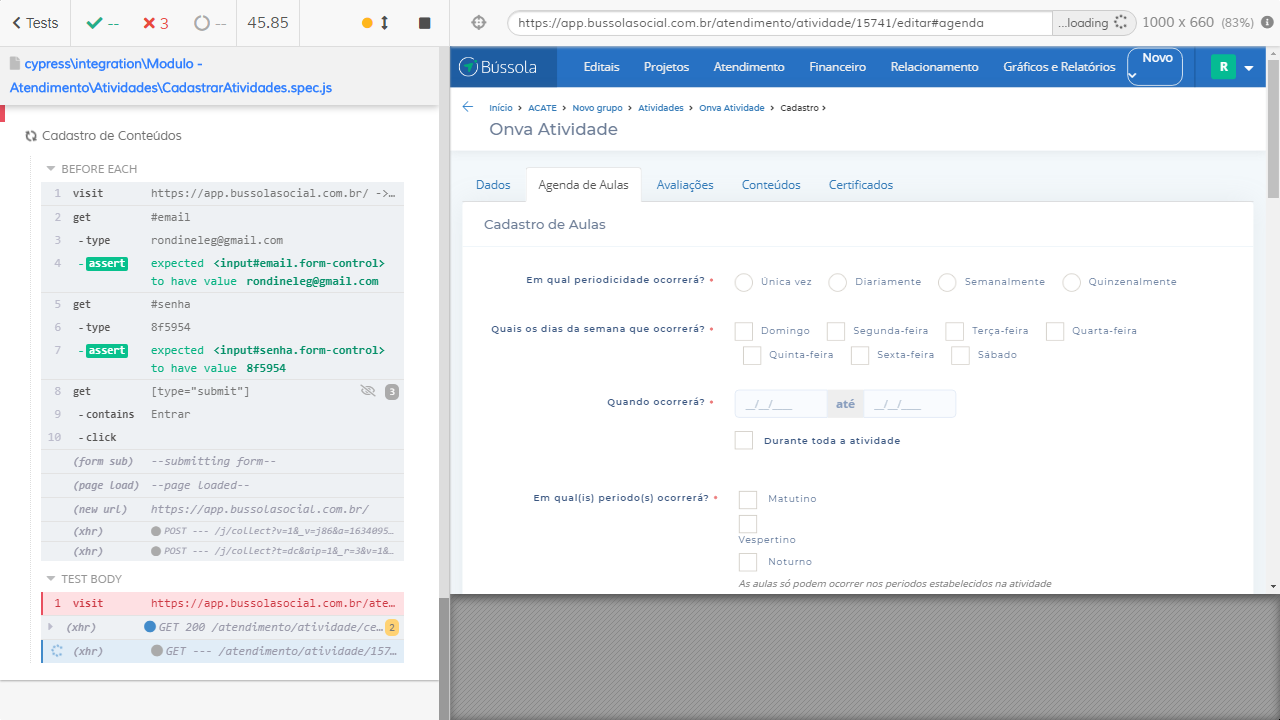 Tests
--
3
--
45.85
https://app.bussolasocial.com.br/atendimento/atividade/15741/editar#agenda
...loading
1000 x 660 (83%)
cypress\integration\Modulo -
Atendimento\Atividades\CadastrarAtividades.spec.js
Cadastro de Conteúdos
BEFORE EACH
1 visit https://app.bussolasocial.com.br/ ->…
2 get #email
3 -type rondineleg@gmail.com
4 -assert expected <input#email.form-control>
to have value rondineleg@gmail.com
5 get #senha
6 -type 8f5954
7 -assert expected <input#senha.form-control>
to have value 8f5954
8 get [type="submit"] 3
9 -contains Entrar
10 -click
(form sub) --submitting form--
(page load) --page loaded--
(new url) https://app.bussolasocial.com.br/
(xhr) POST --- /j/collect?v=1&_v=j86&a=1634095…
(xhr) POST --- /j/collect?t=dc&aip=1&_r=3&v=1&…
TEST BODY
1 visit https://app.bussolasocial.com.br/ate…
(xhr) GET 200 /atendimento/atividade/ce… 2
(xhr) GET --- /atendimento/atividade/157…
Bússola
Editais Projetos Atendimento Financeiro Relacionamento Gráficos e Relatórios Novo R
Início > ACATE > Novo grupo > Atividades > Onva Atividade > Cadastro >
Onva Atividade
Dados Agenda de Aulas Avaliações Conteúdos Certificados
Cadastro de Aulas
Em qual periodicidade ocorrerá? * Única vez Diariamente Semanalmente Quinzenalmente
Quais os dias da semana que ocorrerá? * Domingo Segunda-feira Terça-feira Quarta-feira
Quinta-feira Sexta-feira Sábado
Quando ocorrerá? * __/__/____ até __/__/____
Durante toda a atividade
Em qual(is) periodo(s) ocorrerá? * Matutino
Vespertino
Noturno
As aulas só podem ocorrer nos periodos estabelecidos na atividade